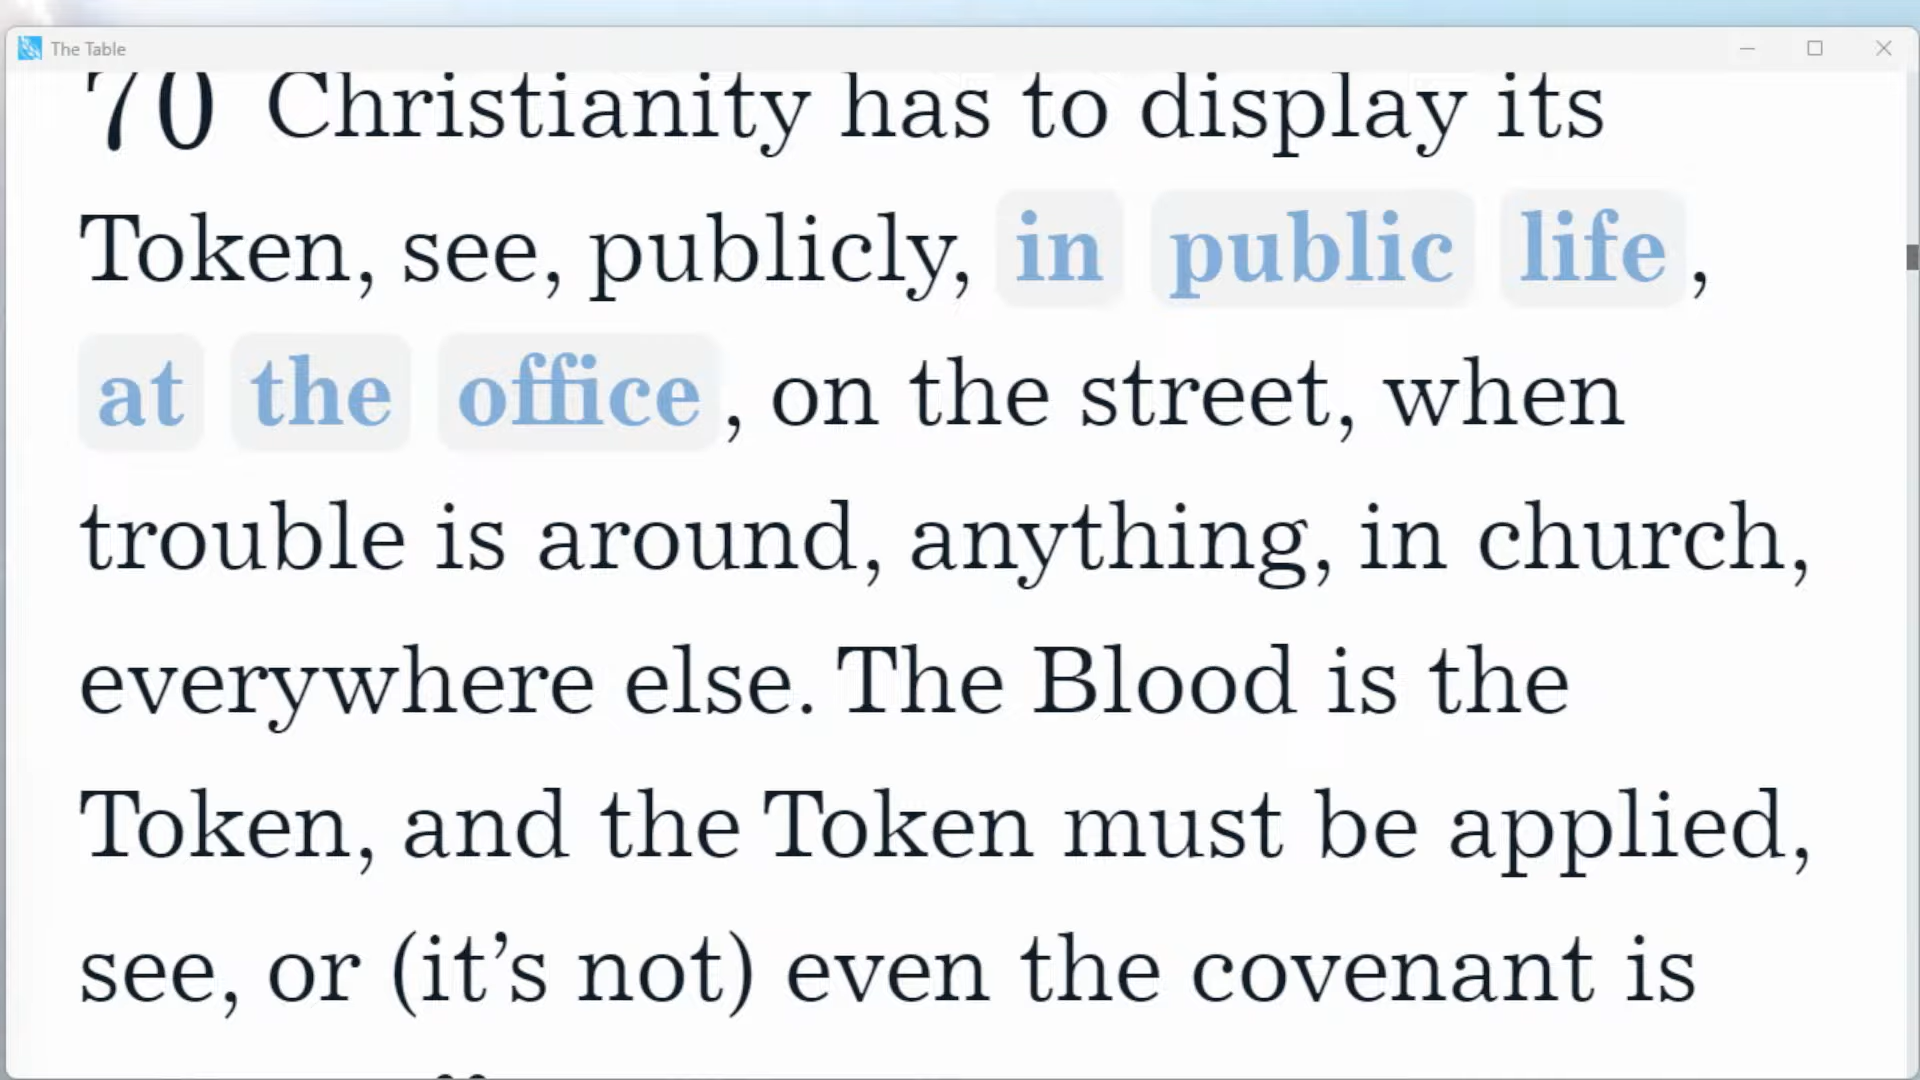 The Table
70 Christianity has to display its
Token, see, publicly, in public life,
at the office, on the street, when
trouble is around, anything, in church,
everywhere else. The Blood is the
Token, and the Token must be applied,
see, or (it’s not) even the covenant is